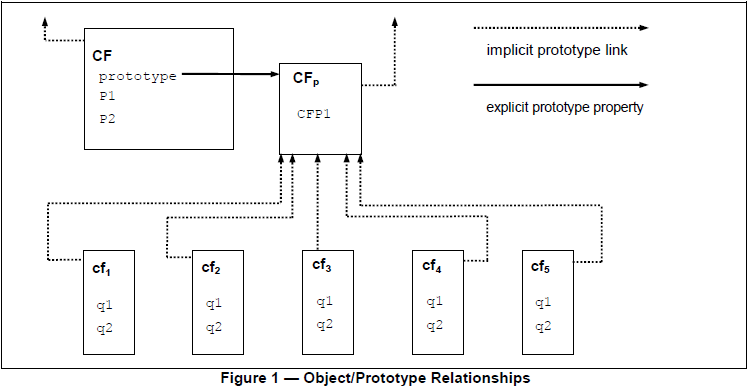 CF
prototype
P1
P2
CFp
CFP1
implicit prototype link
explicit prototype property
cf1
q1
q2
cf2
q1
q2
cf3
q1
q2
cf4
q1
q2
cf5
q1
q2
Figure 1 — Object/Prototype Relationships